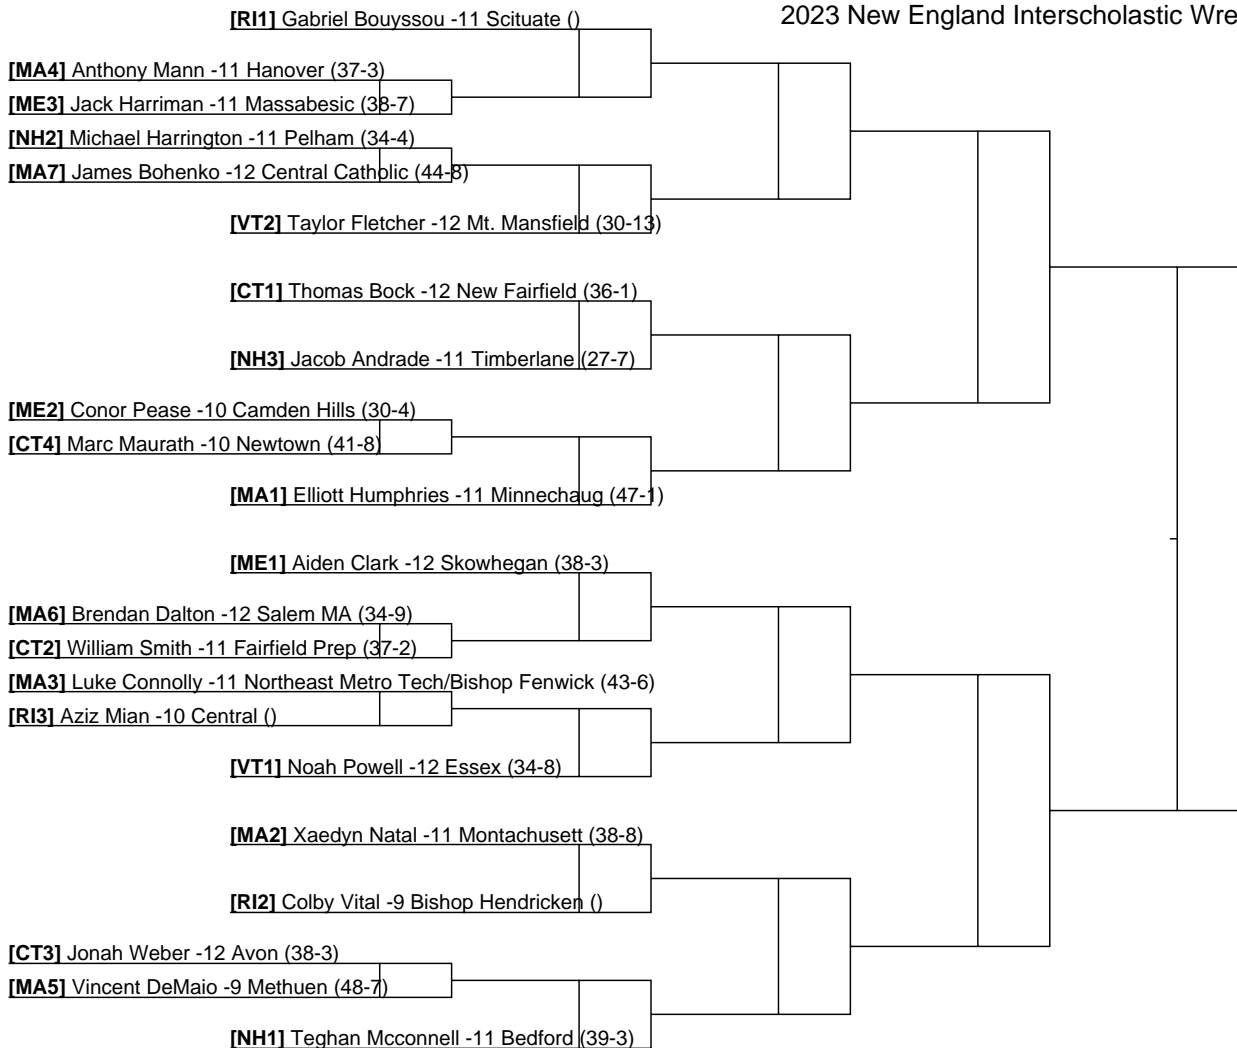 [RI1] Gabriel Bouyssou -11 Scituate ()
2023 New England Interscholastic Wre
[MA4] Anthony Mann -11 Hanover (37-3)
[ME3] Jack Harriman -11 Massabesic (38-7)
[NH2] Michael Harrington -11 Pelham (34-4)
[MA7] James Bohenko -12 Central Catholic (44-8)
[VT2] Taylor Fletcher -12 Mt. Mansfield (30-13)
[CT1] Thomas Bock -12 New Fairfield (36-1)
[NH3] Jacob Andrade -11 Timberlane (27-7)
[ME2] Conor Pease -10 Camden Hills (30-4)
[CT4] Marc Maurath -10 Newtown (41-8)
[MA1] Elliott Humphries -11 Minnechaug (47-1)
[ME1] Aiden Clark -12 Skowhegan (38-3)
[MA6] Brendan Dalton -12 Salem MA (34-9)
[CT2] William Smith -11 Fairfield Prep (37-2)
[MA3] Luke Connolly -11 Northeast Metro Tech/Bishop Fenwick (43-6)
[RI3] Aziz Mian -10 Central ()
[VT1] Noah Powell -12 Essex (34-8)
[MA2] Xaedyn Natal -11 Montachusett (38-8)
[RI2] Colby Vital -9 Bishop Hendricken ()
[CT3] Jonah Weber -12 Avon (38-3)
[MA5] Vincent DeMaio -9 Methuen (48-7)
[NH1] Teghan Mcconnell -11 Bedford (39-3)